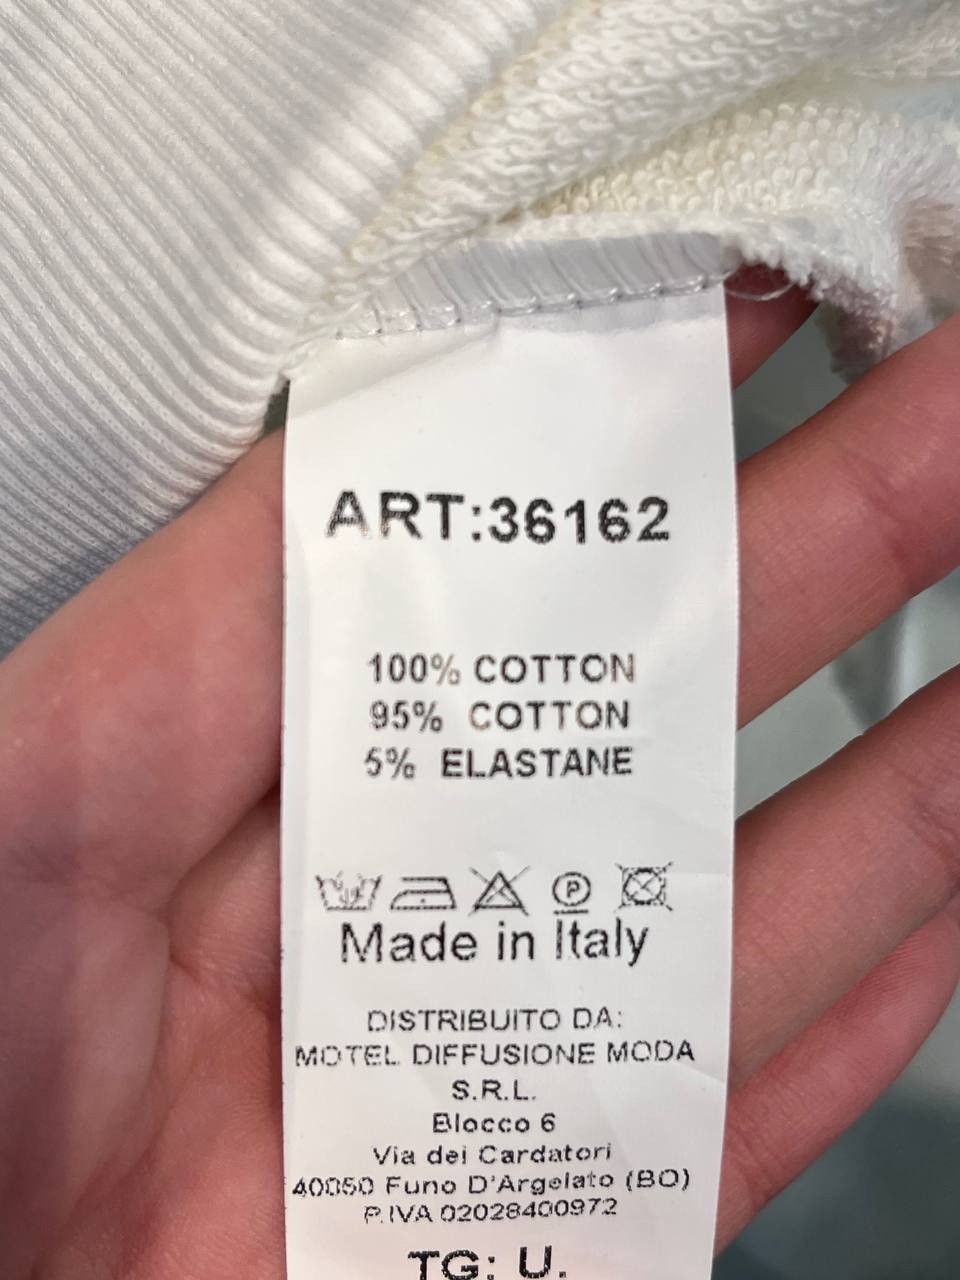 ART:36162
100% COTTON
95% COTTON
5% ELASTANE
P
Made in Italy
DISTRIBUITO DA:
MOTEL DIFFUSIONE MODA
S.R.L.
Blocco 6
Via dei Cardatori
40050 Funo D'Argelato (BO)
P.IVA 02028400972
TG: U.